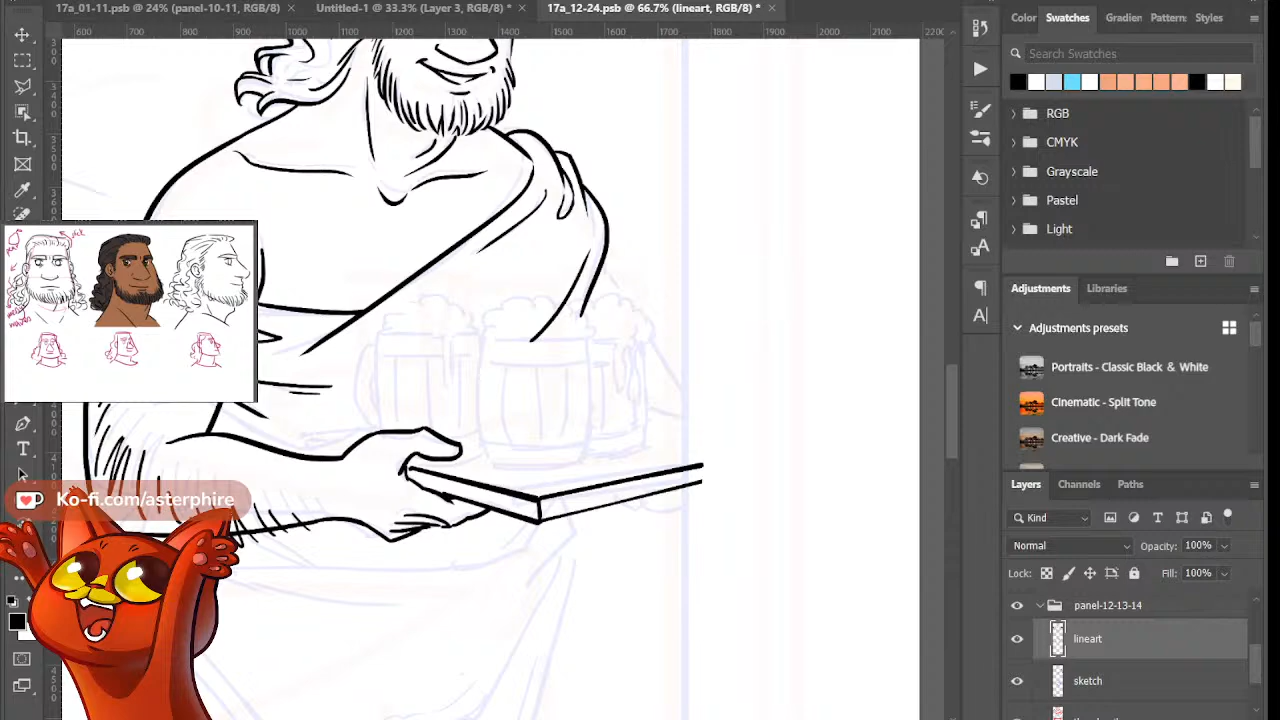 17a_01-11.psb @ 24% (panel-10-11, RGB/8)
Untitled-1 @ 33.3% (Layer 3, RGB/8) *
17a_12-24.psb @ 66.7% (lineart, RGB/8) *
600 900 1000 1100 1200 1300 1400 1500 1600 1700 1800 1900 2000 2100 2200
Color Swatches Gradien Pattern: Styles
Search Swatches
RGB
CMYK
Grayscale
Pastel
Light
Adjustments Libraries
Adjustments presets
Portraits - Classic Black & White
Cinematic - Split Tone
Creative - Dark Fade
Layers Channels Paths
Kind
Normal Opacity: 100%
Lock: Fill: 100%
panel-12-13-14
lineart
sketch
Ko-fi.com/asterphire